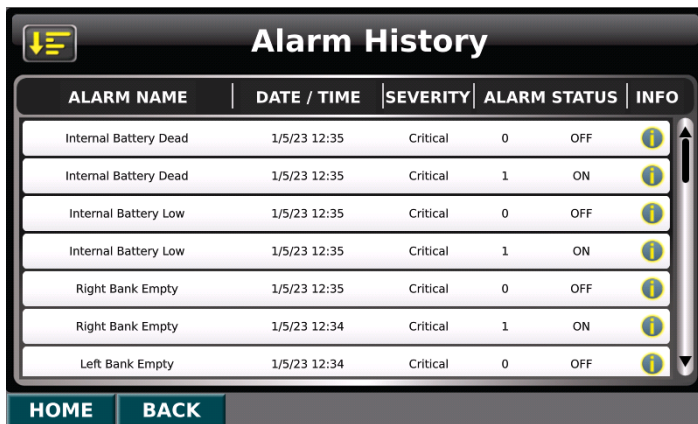 Alarm History
ALARM NAME DATE / TIME SEVERITY ALARM STATUS INFO
Internal Battery Dead 1/5/23 12:35 Critical 0 OFF
Internal Battery Dead 1/5/23 12:35 Critical 1 ON
Internal Battery Low 1/5/23 12:35 Critical 0 OFF
Internal Battery Low 1/5/23 12:35 Critical 1 ON
Right Bank Empty 1/5/23 12:35 Critical 0 OFF
Right Bank Empty 1/5/23 12:34 Critical 1 ON
Left Bank Empty 1/5/23 12:34 Critical 0 OFF
HOME BACK